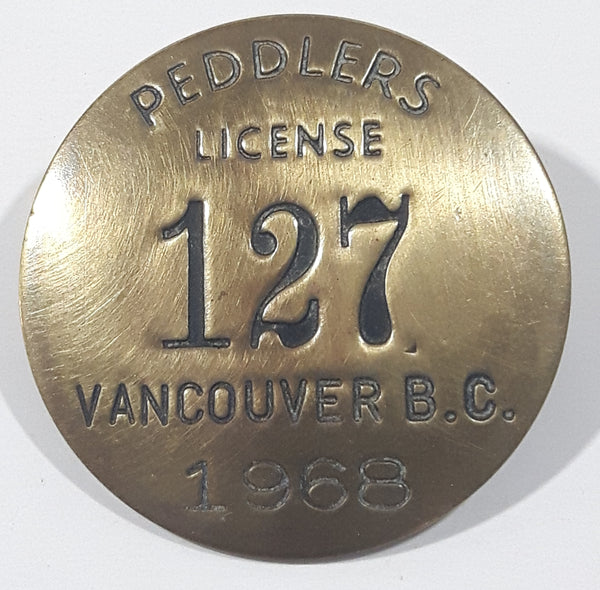 PEDDLERS
LICENSE
127
VANCOUVER B.C.
1968